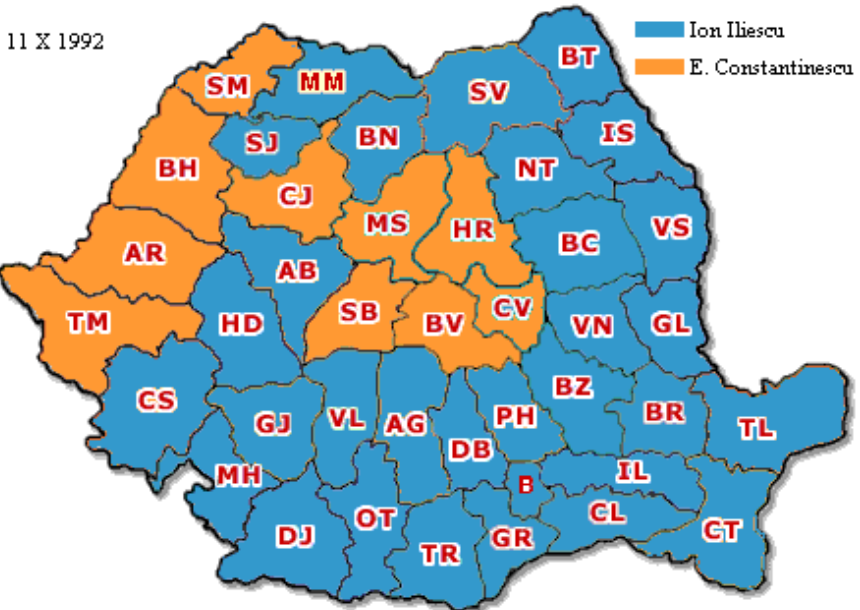 11 X 1992
Ion Iliescu
E. Constantinescu
BT
SM
MM
SV
IS
SJ
BN
NT
BH
CJ
MS
HR
VS
BC
AR
AB
CV
SB
TM
HD
BV
VN
GL
BZ
CS
BR
PH
VL
GJ
AG
TL
DB
MH
IL
B
CL
OT
CT
DJ
GR
TR